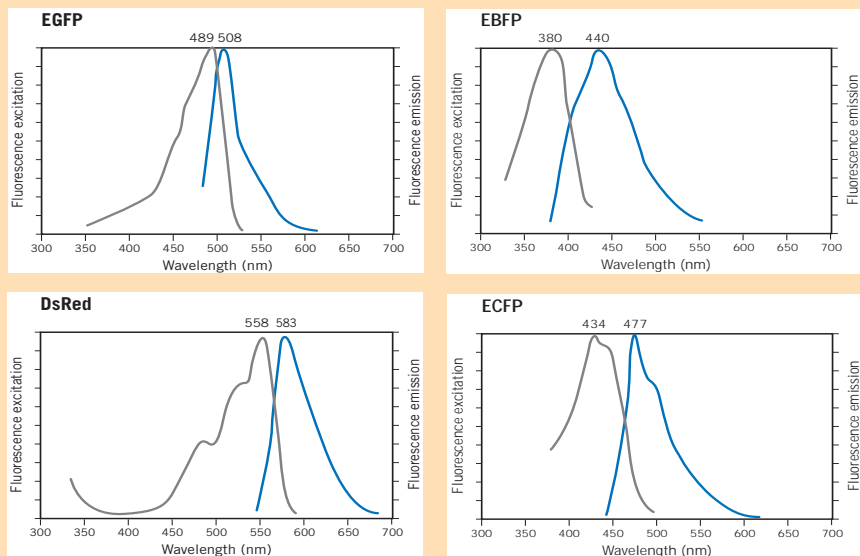 EGFP
489 508
Fluorescence excitation
Fluorescence emission
300 350 400 450 500 550 600 650 700
Wavelength (nm)
EBFP
380 440
Fluorescence excitation
Fluorescence emission
300 350 400 450 500 550 600 650 700
Wavelength (nm)
DsRed
558 583
Fluorescence excitation
Fluorescence emission
300 350 400 450 500 550 600 650 700
Wavelength (nm)
ECFP
434 477
Fluorescence excitation
Fluorescence emission
300 350 400 450 500 550 600 650 700
Wavelength (nm)